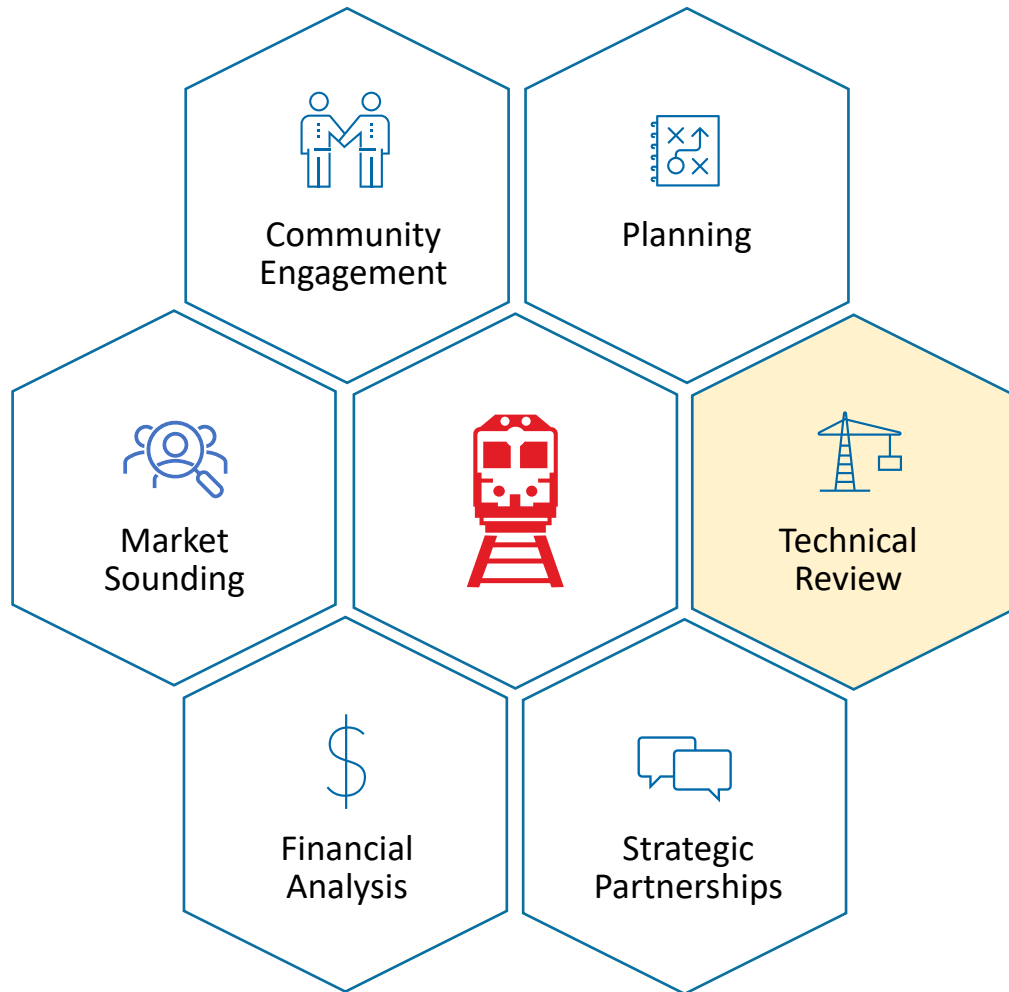 Community
Engagement
Planning
Market
Sounding
Technical
Review
Financial
Analysis
Strategic
Partnerships